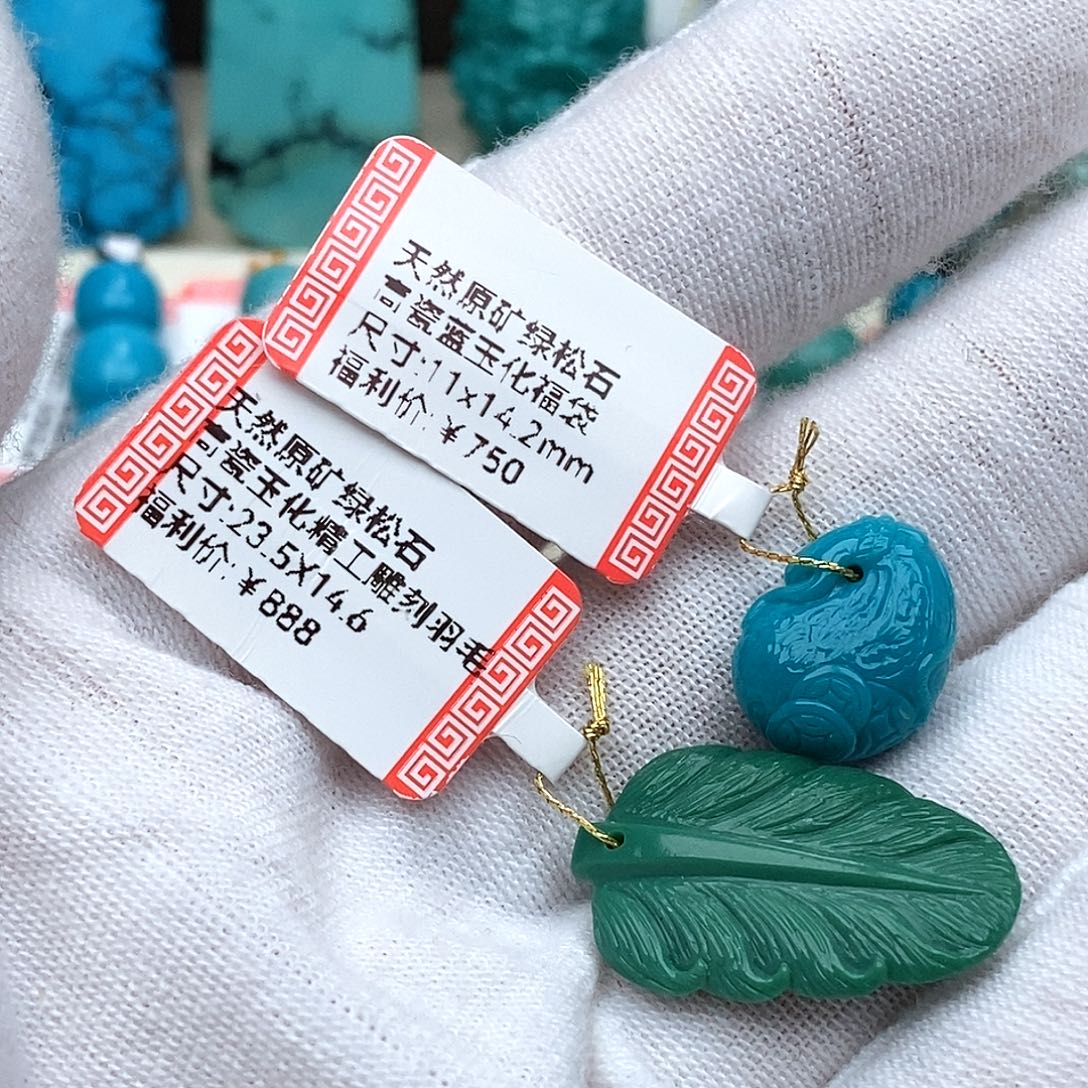 天然原矿绿松石
高瓷蓝玉化福袋
尺寸:11x14.2mm
福利价:¥750
天然原矿绿松石
高瓷玉化精工雕刻羽毛
尺寸:23.5X14.6
福利价:¥888